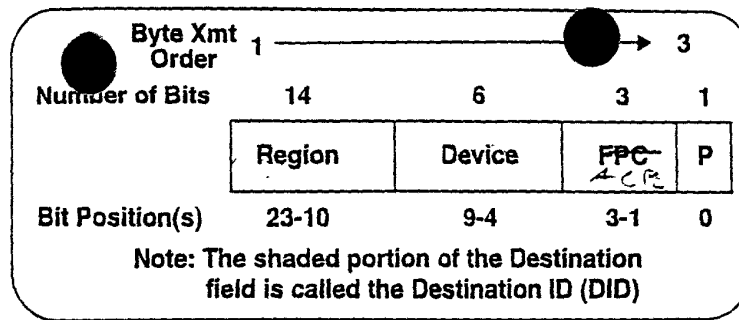 Byte Xmt Order 1 3
Number of Bits 14 6 3 1
Region Device FPC P
Bit Position(s) 23-10 9-4 3-1 0
Note: The shaded portion of the Destination
field is called the Destination ID (DID)